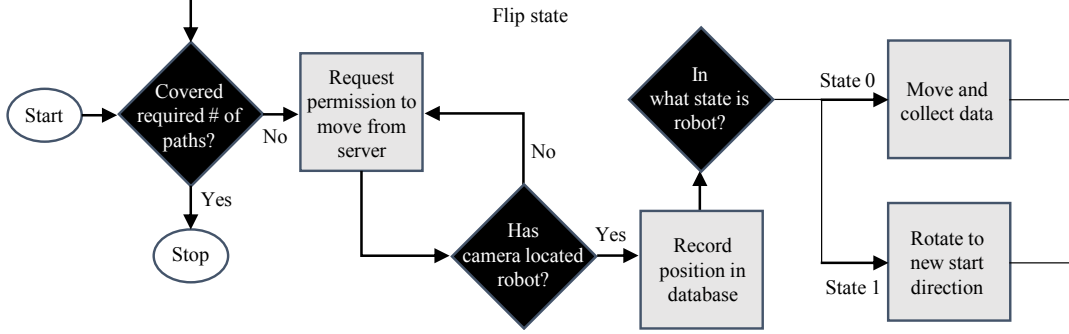 Flip state
Start
Covered
required # of
paths?
No
Yes
Stop
Request
permission to
move from
server
No
Has
camera located
robot?
Yes
Record
position in
database
In
what state is
robot?
State 0
Move and
collect data
State 1
Rotate to
new start
direction